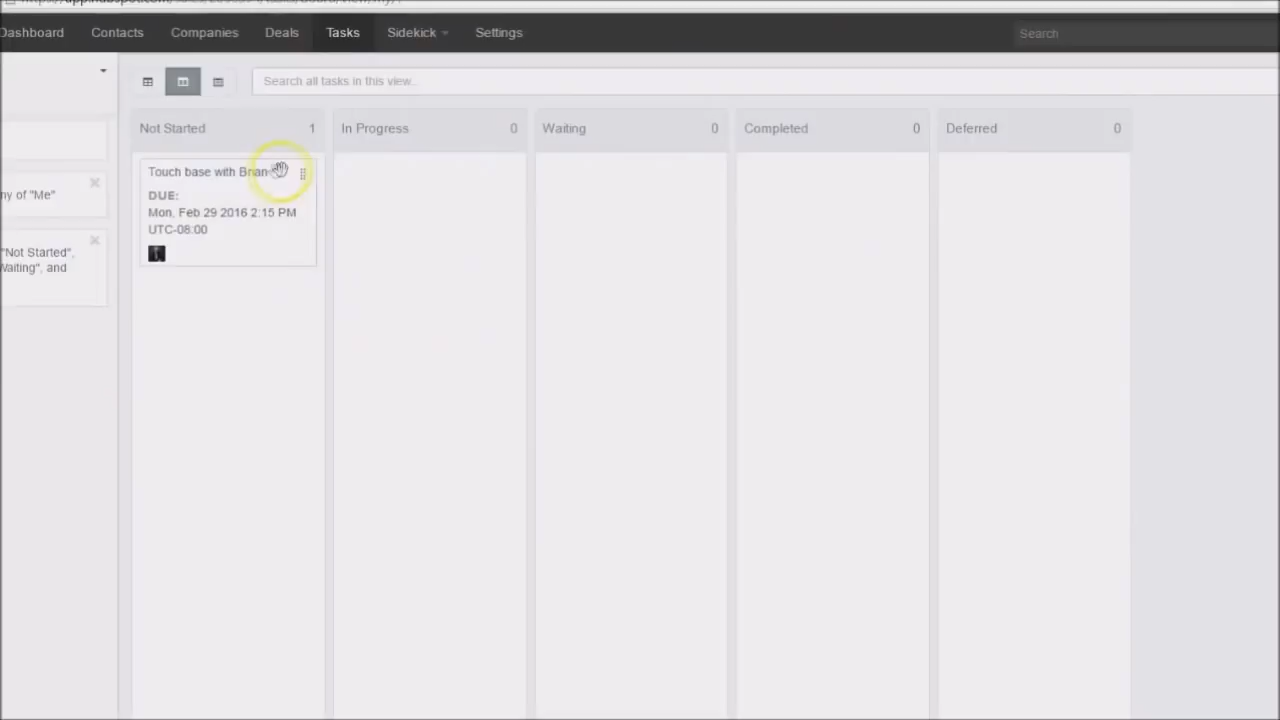 Dashboard Contacts Companies Deals Tasks Sidekick Settings Search
Search all tasks in this view...
Not Started 1 In Progress 0 Waiting 0 Completed 0 Deferred 0
Touch base with Brian
DUE:
Mon, Feb 29 2016 2:15 PM
UTC-08:00
ny of "Me"
"Not Started",
Waiting", and